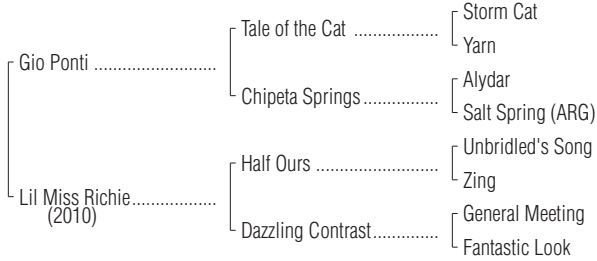 Storm Cat
Tale of the Cat ..................
Yarn
Gio Ponti ..........................
Alydar
Chipeta Springs................
Salt Spring (ARG)
Unbridled's Song
Half Ours ..........................
Zing
Lil Miss Richie..................
(2010)
General Meeting
Dazzling Contrast..............
Fantastic Look